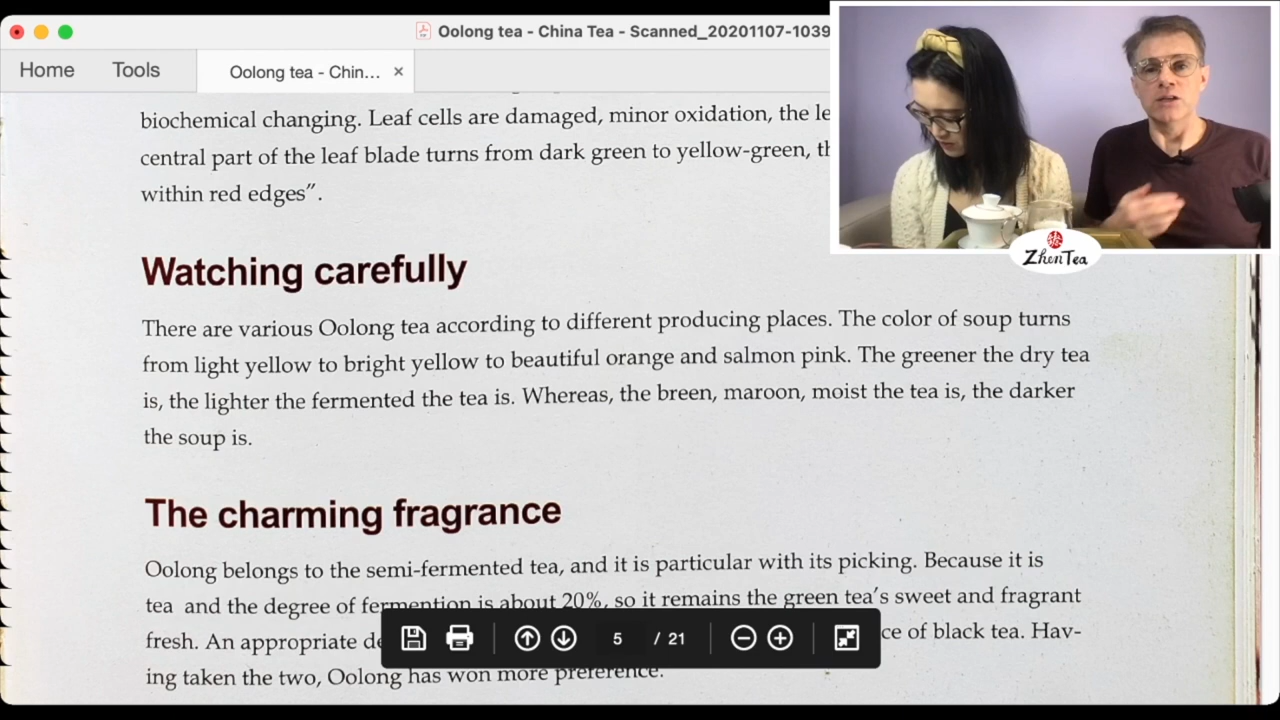 Oolong tea - China Tea - Scanned_20201107-1039
Home
Tools
Oolong tea - Chin...
biochemical changing. Leaf cells are damaged, minor oxidation, the le
central part of the leaf blade turns from dark green to yellow-green, th
within red edges”.
Zhen Tea
Watching carefully
There are various Oolong tea according to different producing places. The color of soup turns
from light yellow to bright yellow to beautiful orange and salmon pink. The greener the dry tea
is, the lighter the fermented the tea is. Whereas, the breen, maroon, moist the tea is, the darker
the soup is.
The charming fragrance
Oolong belongs to the semi-fermented tea, and it is particular with its picking. Because it is
tea and the degree of fermention is about 20%, so it remains the green tea’s sweet and fragrant
fresh. An appropriate de ce of black tea. Hav-
ing taken the two, Oolong has won more preference.
5 / 21